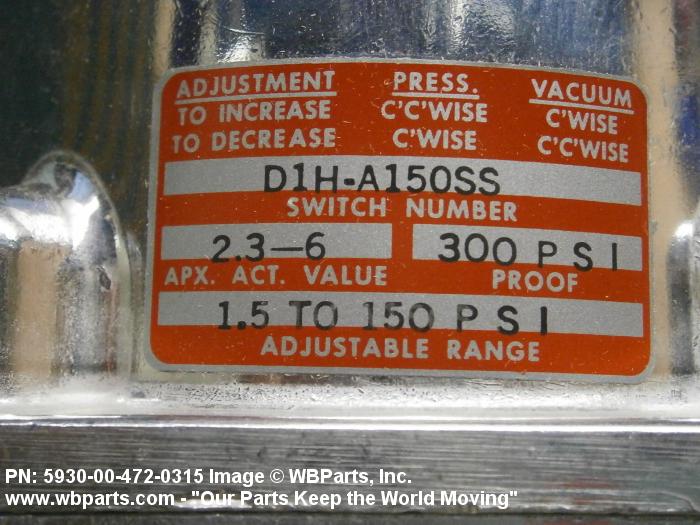 ADJUSTMENT PRESS. VACUUM
TO INCREASE C'C'WISE C'WISE
TO DECREASE C'WISE C'C'WISE
D1H-A150SS
SWITCH NUMBER
2.3—6 300 PSI
APX. ACT. VALUE PROOF
1.5 TO 150 PSI
ADJUSTABLE RANGE
PN: 5930-00-472-0315 Image © WBParts, Inc.
www.wbparts.com - "Our Parts Keep the World Moving"